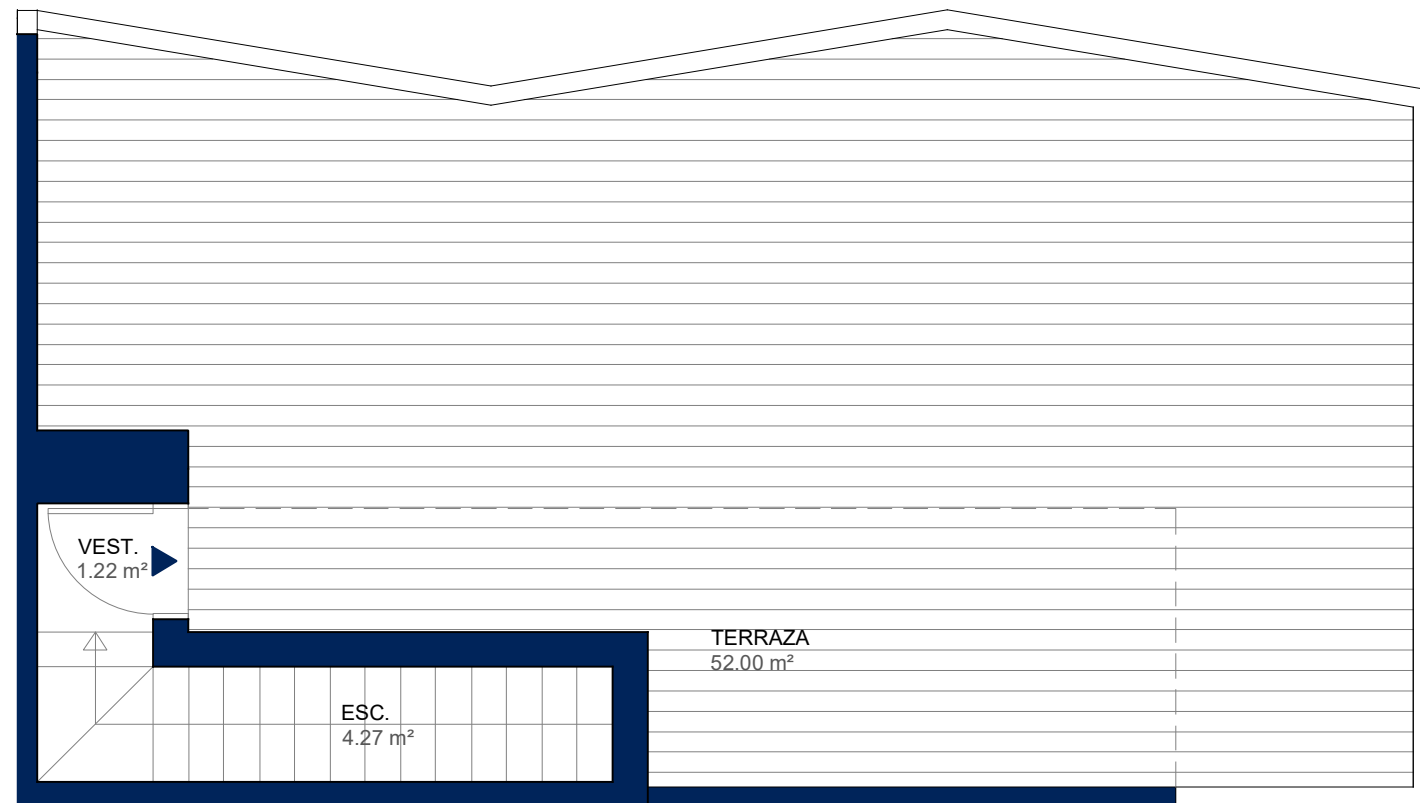 VEST.
1.22 m²
TERRAZA
52.00 m²
ESC.
4.27 m²